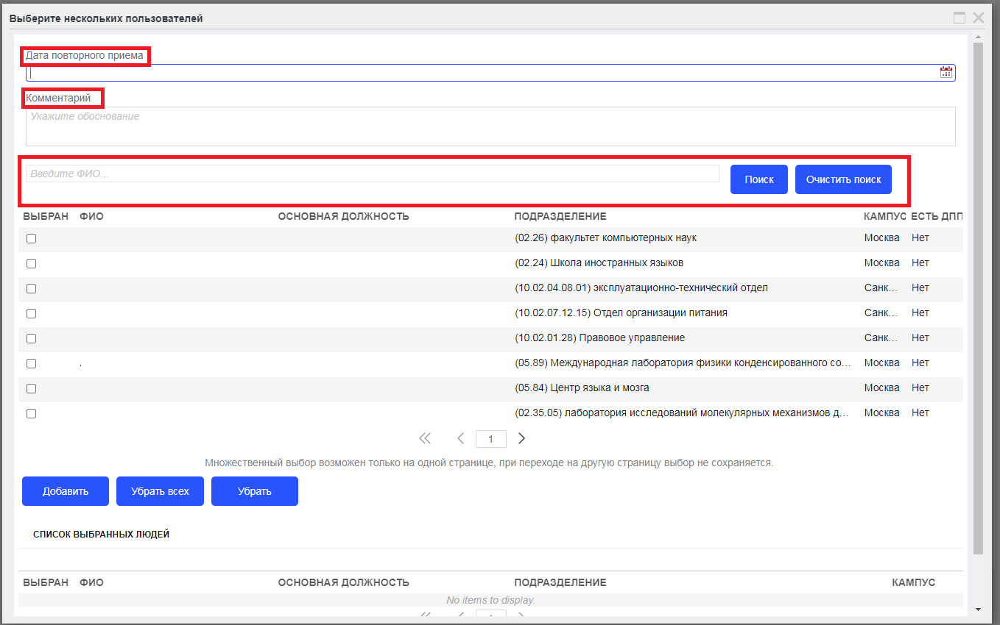 Выберите нескольких пользователей
Дата повторного приема
Комментарий
Укажите обоснование
Введите ФИО... Поиск Очистить поиск
ВЫБРАН ФИО ОСНОВНАЯ ДОЛЖНОСТЬ ПОДРАЗДЕЛЕНИЕ КАМПУС ЕСТЬ ДПП
(02.26) факультет компьютерных наук Москва Нет
(02.24) Школа иностранных языков Москва Нет
(10.02.04.08.01) эксплуатационно-технический отдел Санк... Нет
(10.02.07.12.15) Отдел организации питания Санк... Нет
(10.02.01.28) Правовое управление Санк... Нет
. (05.89) Международная лаборатория физики конденсированного со... Москва Нет
(05.84) Центр языка и мозга Москва Нет
(02.35.05) лаборатория исследований молекулярных механизмов д... Москва Нет
1
Множественный выбор возможен только на одной странице, при переходе на другую страницу выбор не сохраняется.
Добавить Убрать всех Убрать
СПИСОК ВЫБРАННЫХ ЛЮДЕЙ
ВЫБРАН ФИО ОСНОВНАЯ ДОЛЖНОСТЬ ПОДРАЗДЕЛЕНИЕ КАМПУС
No items to display.